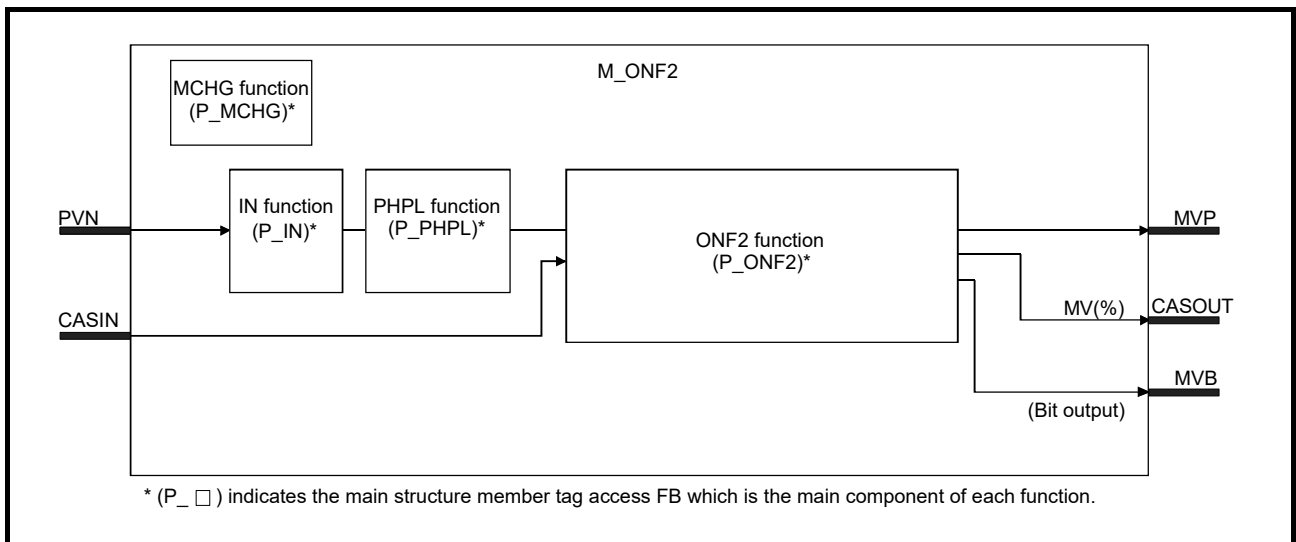 M_ONF2
MCHG function
(P_MCHG)*
PVN
IN function
(P_IN)*
PHPL function
(P_PHPL)*
ONF2 function
(P_ONF2)*
MVP
CASIN
MV(%)
CASOUT
MVB
(Bit output)
* (P_ □ ) indicates the main structure member tag access FB which is the main component of each function.